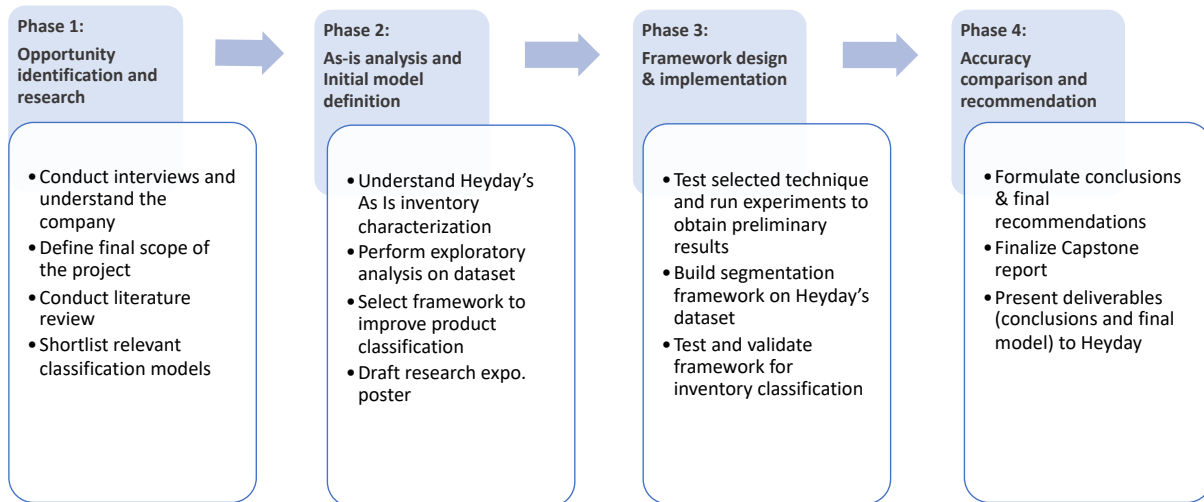 Phase 1:
Opportunity
identification and
research
• Conduct interviews and
understand the
company
• Define final scope of
the project
• Conduct literature
review
• Shortlist relevant
classification models
Phase 2:
As-is analysis and
Initial model
definition
• Understand Heyday's
As Is inventory
characterization
• Perform exploratory
analysis on dataset
• Select framework to
improve product
classification
• Draft research expo.
poster
Phase 3:
Framework design
& implementation
• Test selected technique
and run experiments to
obtain preliminary
results
• Build segmentation
framework on Heyday's
dataset
• Test and validate
framework for
inventory classification
Phase 4:
Accuracy
comparison and
recommendation
• Formulate conclusions
& final
recommendations
• Finalize Capstone
report
• Present deliverables
(conclusions and final
model) to Heyday